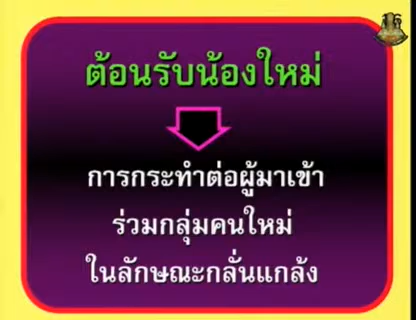 ต้อนรับน้องใหม่
การกระทำต่อผู้มาเข้า
ร่วมกลุ่มคนใหม่
ในลักษณะกลั่นแกล้ง